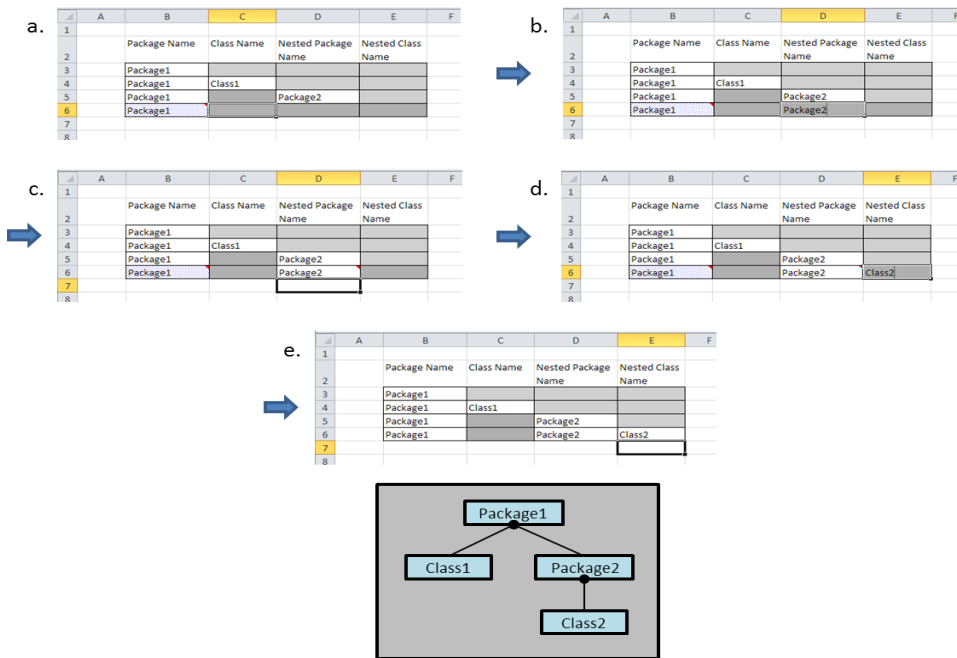 a.
A B C D E F
1
2 Package Name Class Name Nested Package Name Nested Class Name
3 Package1
4 Package1 Class1
5 Package1 Package2
6 Package1
7
8
b.
A B C D E F
1
2 Package Name Class Name Nested Package Name Nested Class Name
3 Package1
4 Package1 Class1
5 Package1 Package2
6 Package1 Package2
7
8
c.
A B C D E F
1
2 Package Name Class Name Nested Package Name Nested Class Name
3 Package1
4 Package1 Class1
5 Package1 Package2
6 Package1 Package2
7
8
d.
A B C D E F
1
2 Package Name Class Name Nested Package Name Nested Class Name
3 Package1
4 Package1 Class1
5 Package1 Package2
6 Package1 Package2 Class2
7
8
e.
A B C D E F
1
2 Package Name Class Name Nested Package Name Nested Class Name
3 Package1
4 Package1 Class1
5 Package1 Package2
6 Package1 Package2 Class2
7
8
Package1
Class1 Package2
Class2